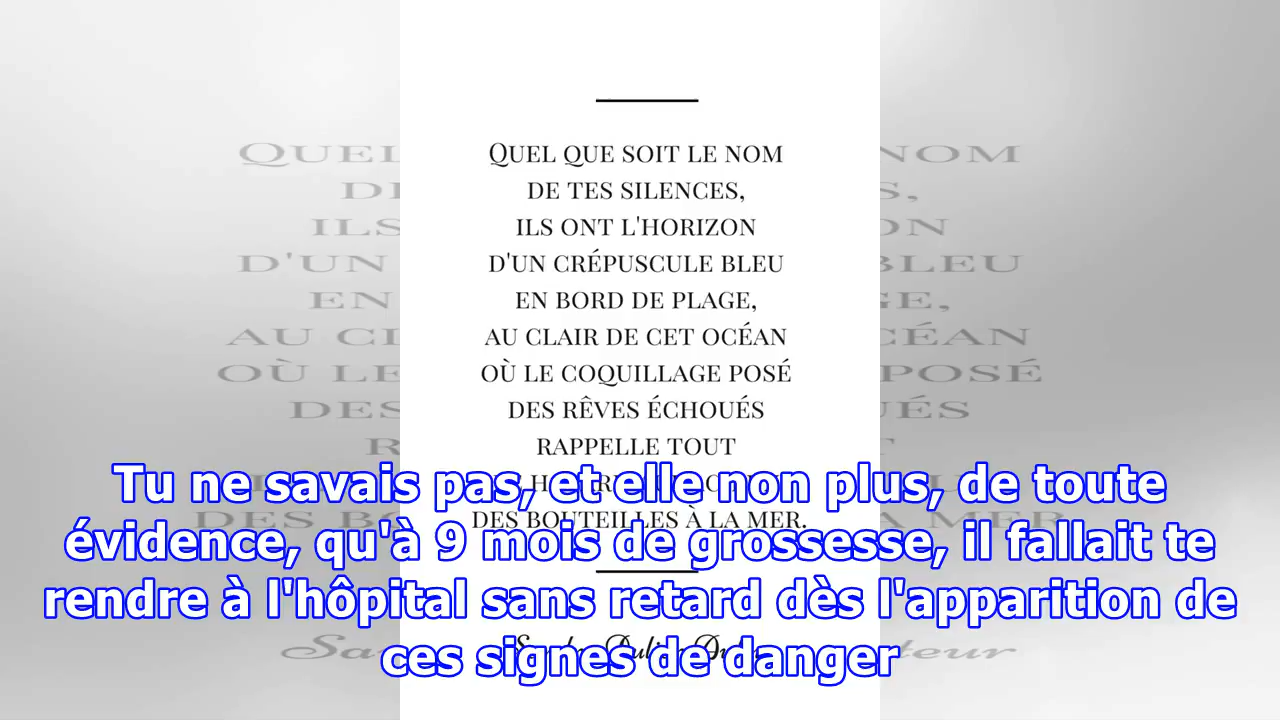 QUEL QUE SOIT LE NOM
DE TES SILENCES,
ILS ONT L'HORIZON
D'UN CRÉPUSCULE BLEU
EN BORD DE PLAGE,
AU CLAIR DE CET OCÉAN
OÙ LE COQUILLAGE POSÉ
DES RÊVES ÉCHOUÉS
RAPPELLE TOUT
DES BOUTEILLES À LA MER.
Tu ne savais pas, et elle non plus, de toute
évidence, qu'à 9 mois de grossesse, il fallait te
rendre à l'hôpital sans retard dès l'apparition de
ces signes de danger